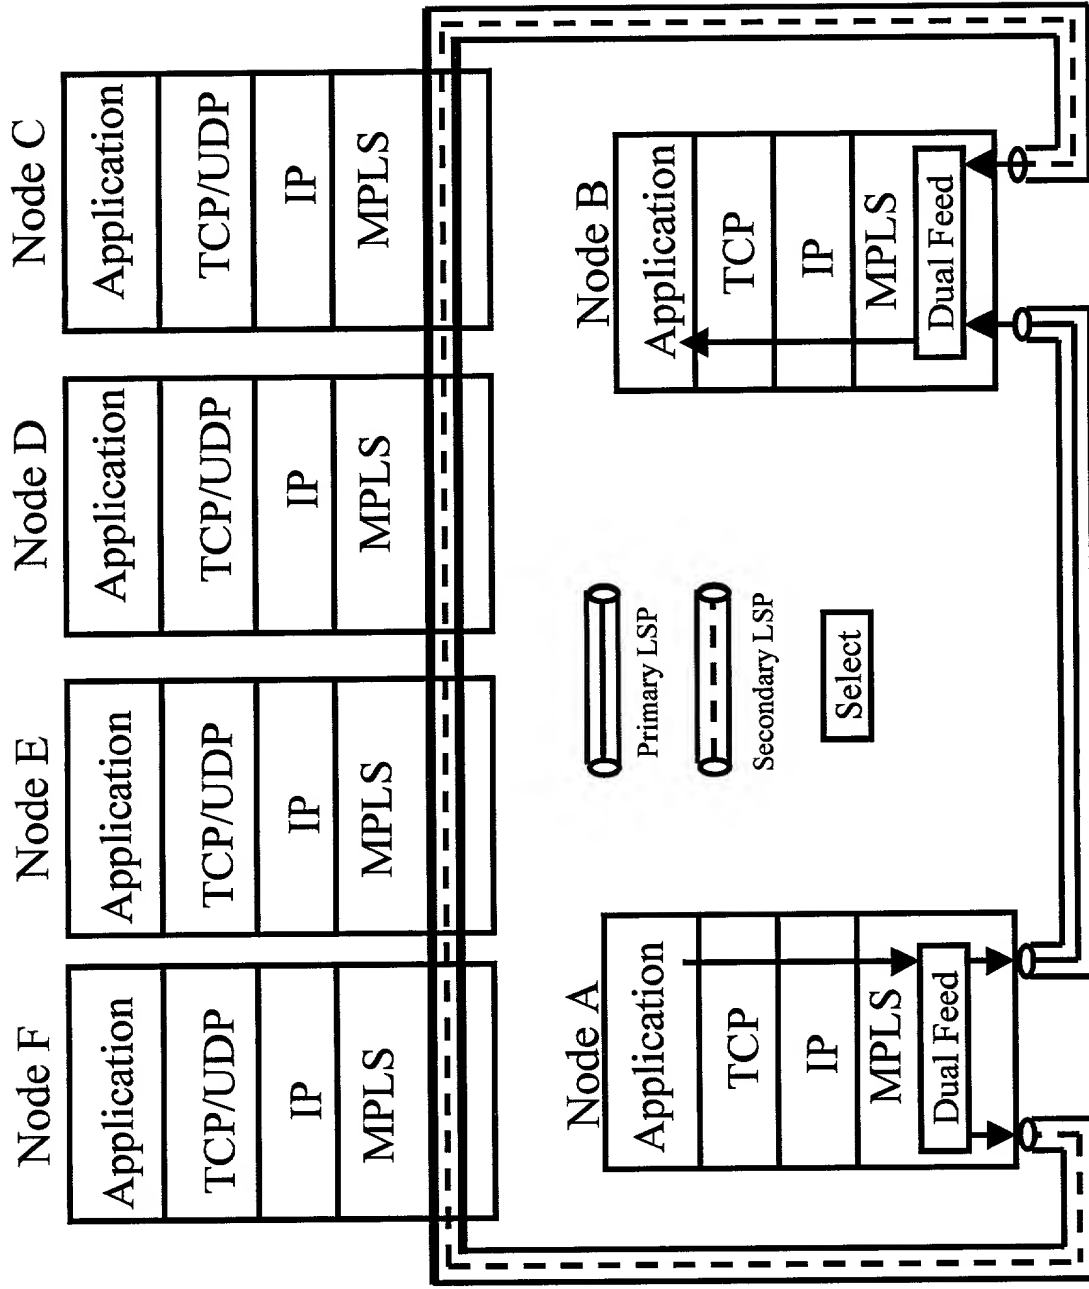 Node F
Application
TCP/UDP
IP
MPLS
Node E
Application
TCP/UDP
IP
MPLS
Node D
Application
TCP/UDP
IP
MPLS
Node C
Application
TCP/UDP
IP
MPLS
Node A
Application
TCP
IP
MPLS
Dual Feed
Primary LSP
Secondary LSP
Select
Node B
Application
TCP
IP
MPLS
Dual Feed